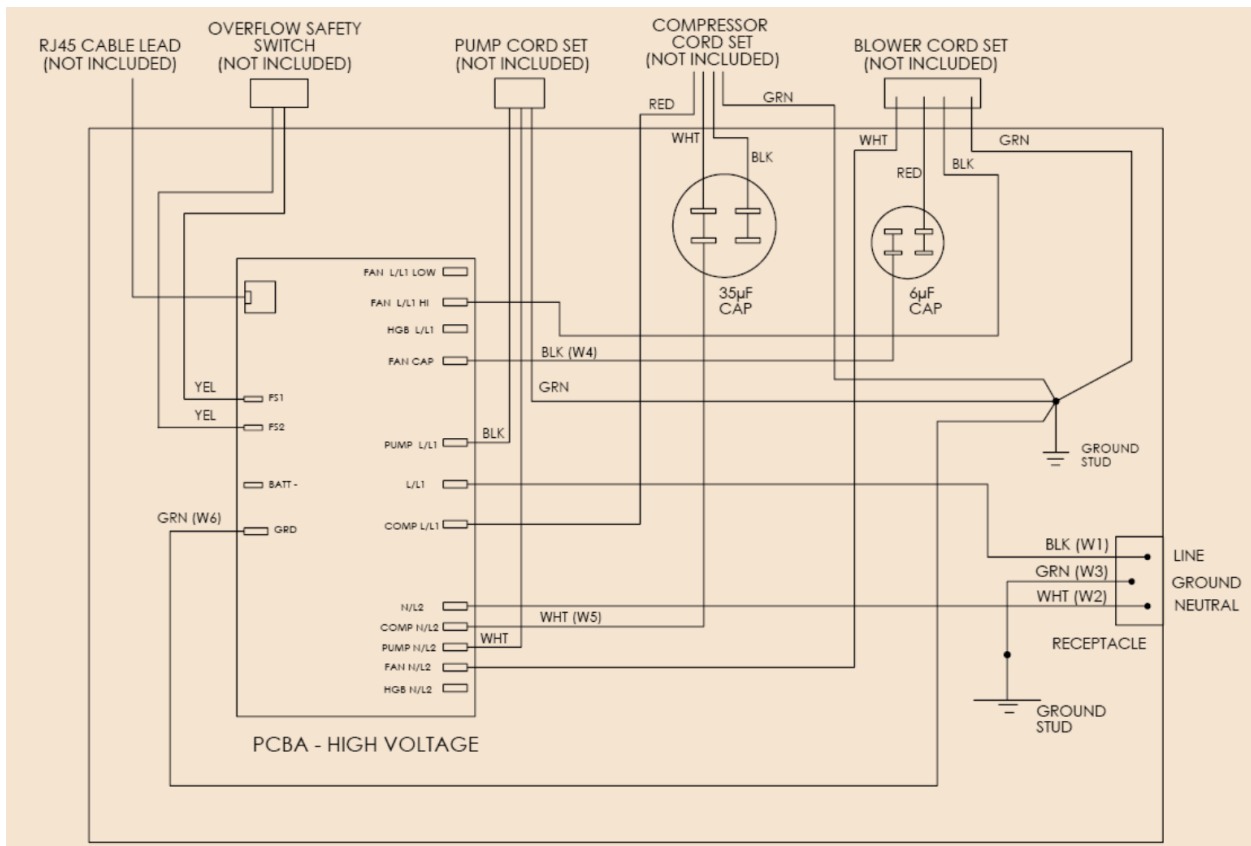 RJ45 CABLE LEAD
(NOT INCLUDED)
OVERFLOW SAFETY
SWITCH
(NOT INCLUDED)
PUMP CORD SET
(NOT INCLUDED)
COMPRESSOR
CORD SET
(NOT INCLUDED)
BLOWER CORD SET
(NOT INCLUDED)
RED
GRN
WHT
BLK
WHT
GRN
RED
BLK
35µF
CAP
6µF
CAP
FAN L/L1 LOW
FAN L/L1 HI
HGB L/L1
FAN CAP
BLK (W4)
GRN
YEL
FS1
YEL
FS2
PUMP L/L1
BLK
GROUND
STUD
BATT -
L/L1
GRN (W6)
GRD
COMP L/L1
BLK (W1)
LINE
GRN (W3)
GROUND
WHT (W2)
NEUTRAL
RECEPTACLE
N/L2
COMP N/L2
WHT (W5)
PUMP N/L2
WHT
FAN N/L2
HGB N/L2
GROUND
STUD
PCBA - HIGH VOLTAGE